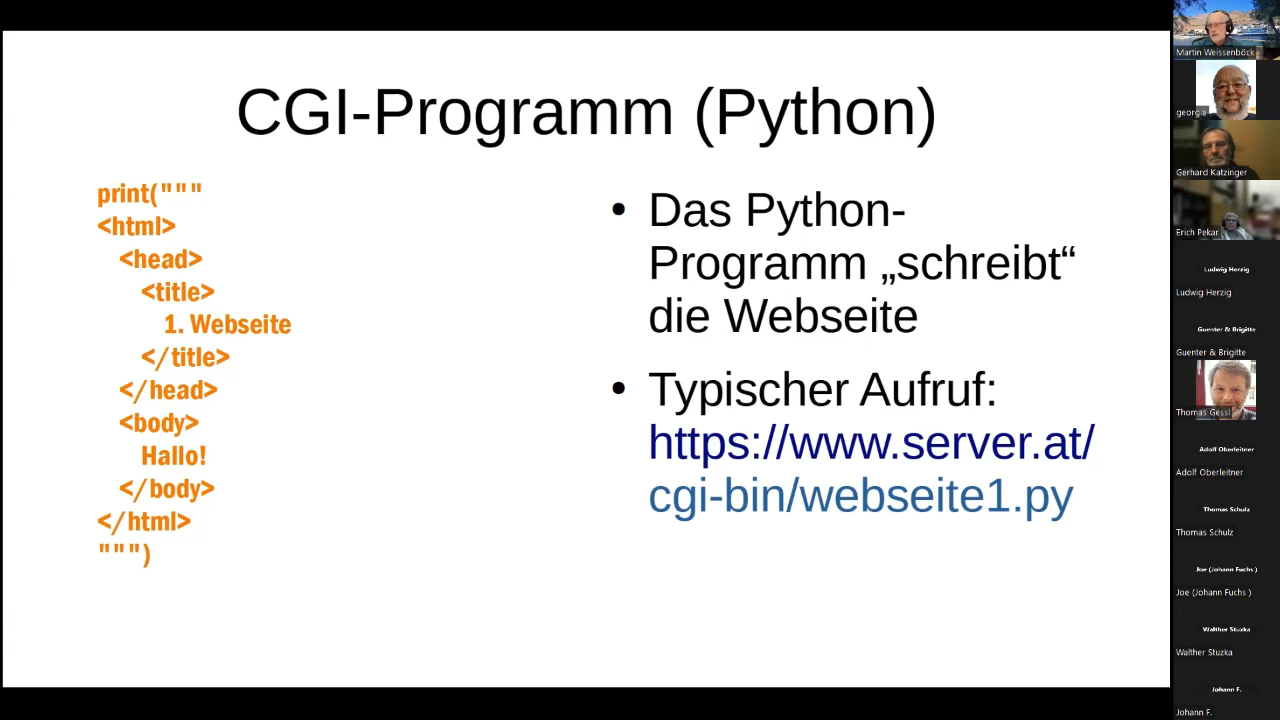 CGI-Programm (Python)
print("""
<html>
<head>
<title>
1. Webseite
</title>
</head>
<body>
Hallo!
</body>
</html>
""")
• Das Python-
Programm „schreibt“
die Webseite
• Typischer Aufruf:
https://www.server.at/
cgi-bin/webseite1.py
Martin Weissenböck
georgie
Gerhard Katzinger
Erich Pekar
Ludwig Herzig
Ludwig Herzig
Guenter & Brigitte
Guenter & Brigitte
Thomas Gessl
Adolf Oberleitner
Adolf Oberleitner
Thomas Schulz
Thomas Schulz
Joe (Johann Fuchs )
Joe (Johann Fuchs )
Walther Stuzka
Walther Stuzka
Johann F.
Johann F.